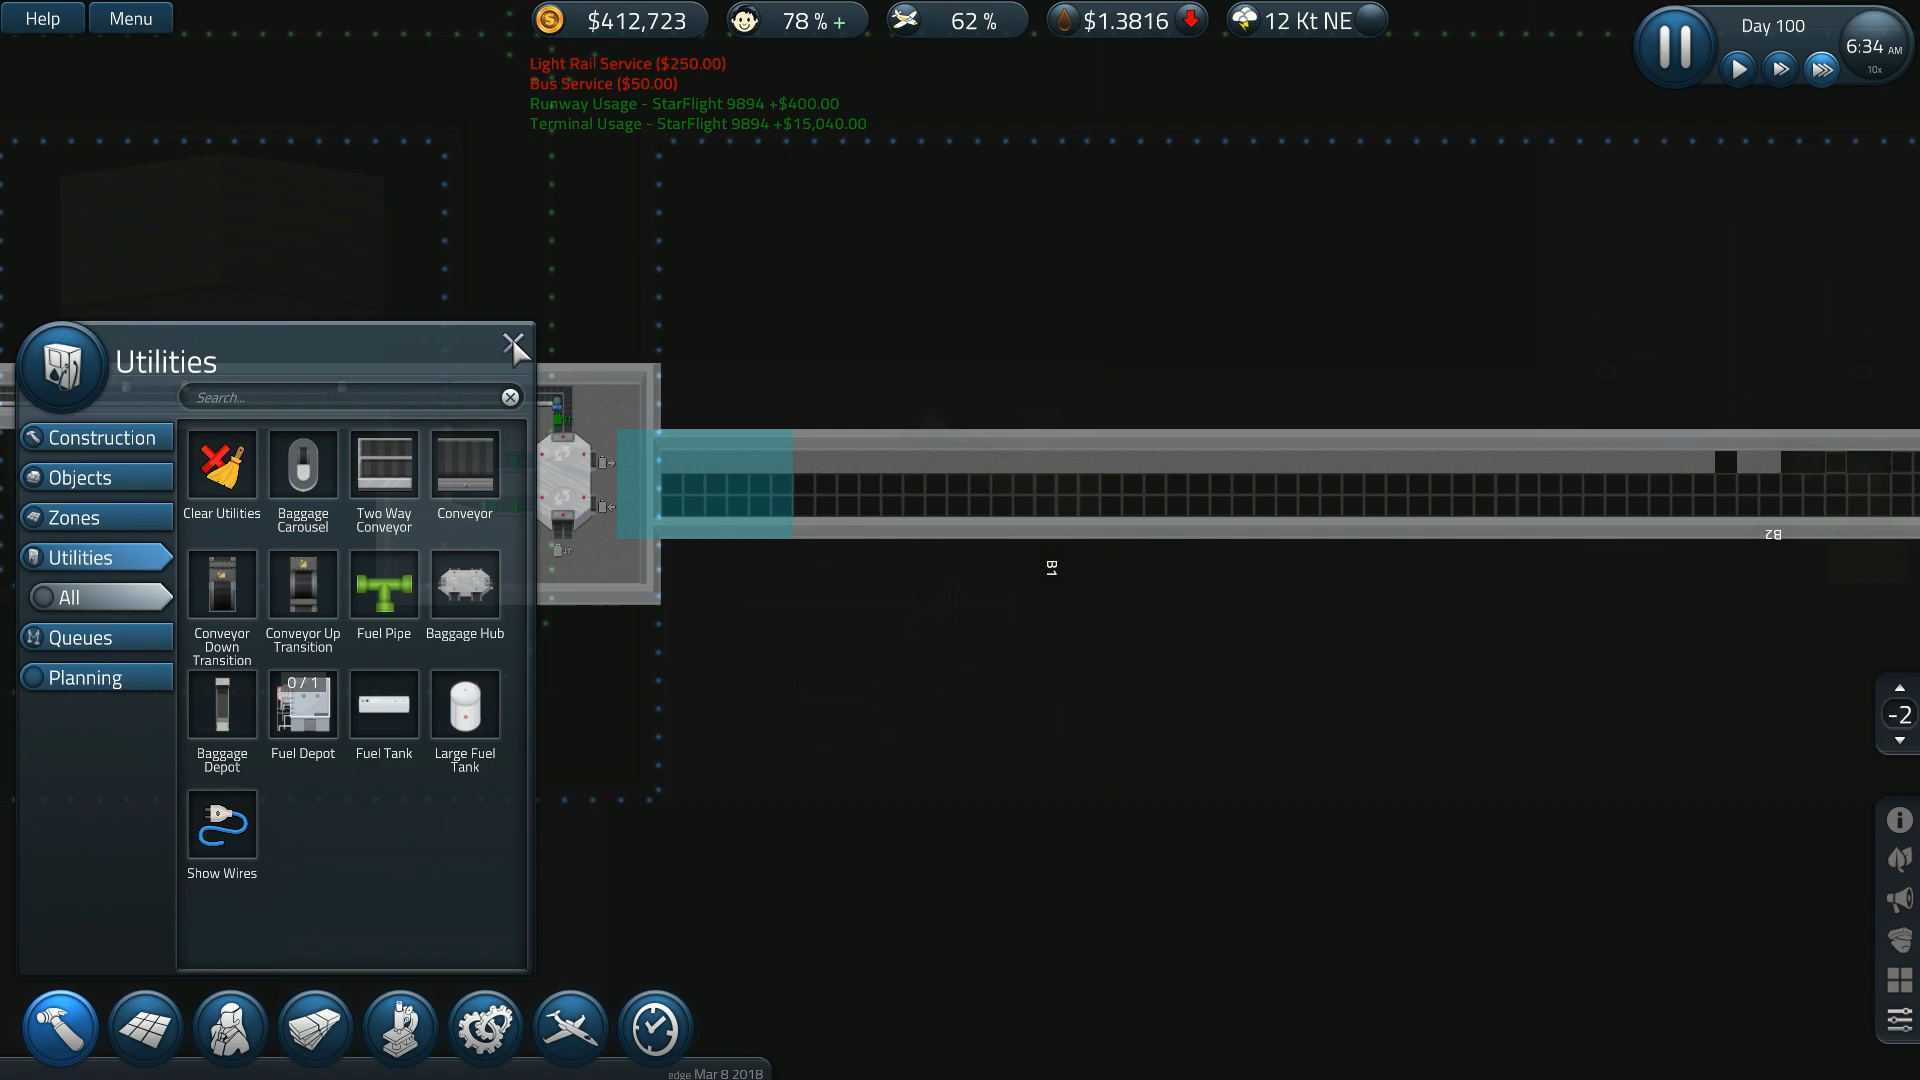 Help
Menu
$412,723
78 % +
62 %
$1.3816
12 Kt NE
Day 100
6:34 AM
10x
Light Rail Service ($250.00)
Bus Service ($50.00)
Runway Usage - StarFlight 9894 +$400.00
Terminal Usage - StarFlight 9894 +$15,040.00
Utilities
Search...
Construction
Objects
Zones
Utilities
All
Queues
Planning
Clear Utilities
Baggage Carousel
Two Way Conveyor
Conveyor
Conveyor Down Transition
Conveyor Up Transition
Fuel Pipe
Baggage Hub
0 / 1
Baggage Depot
Fuel Depot
Fuel Tank
Large Fuel Tank
Show Wires
B1
B2
-2
edge Mar 8 2018